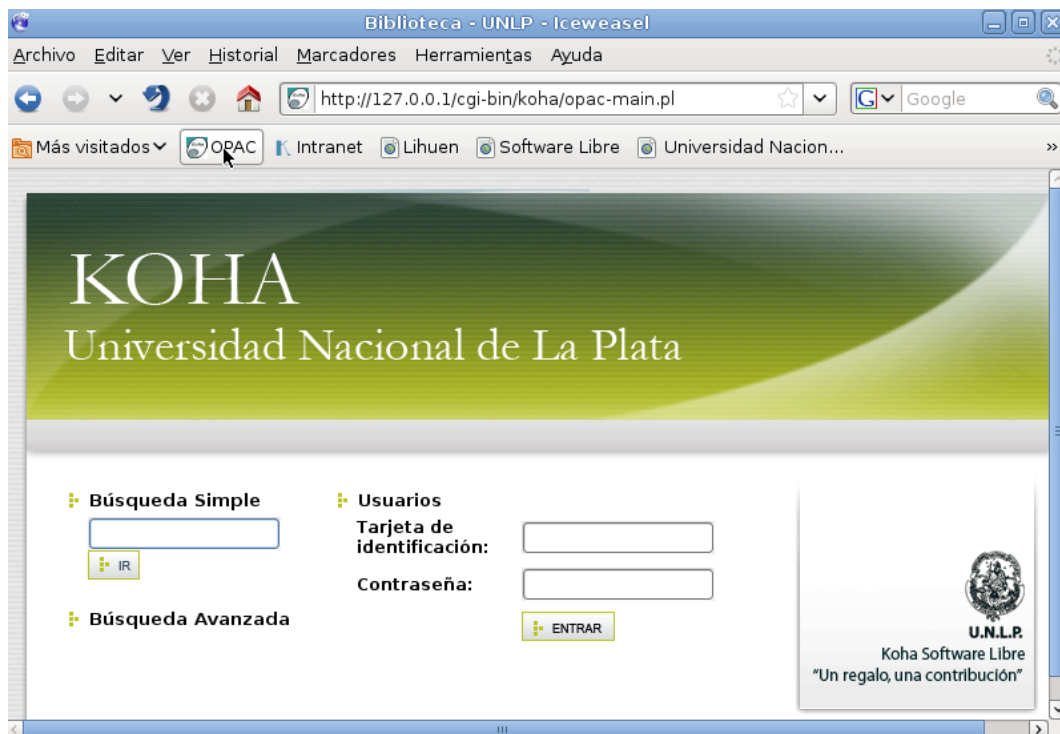 Biblioteca - UNLP - Iceweasel
Archivo Editar Ver Historial Marcadores Herramientas Ayuda
http://127.0.0.1/cgi-bin/koha/opac-main.pl G Google
Más visitados OPAC Intranet Lihuen Software Libre Universidad Nacion... »
KOHA
Universidad Nacional de La Plata
Búsqueda Simple
IR
Búsqueda Avanzada
Usuarios
Tarjeta de
identificación:
Contraseña:
ENTRAR
U.N.L.P.
Koha Software Libre
“Un regalo, una contribución”